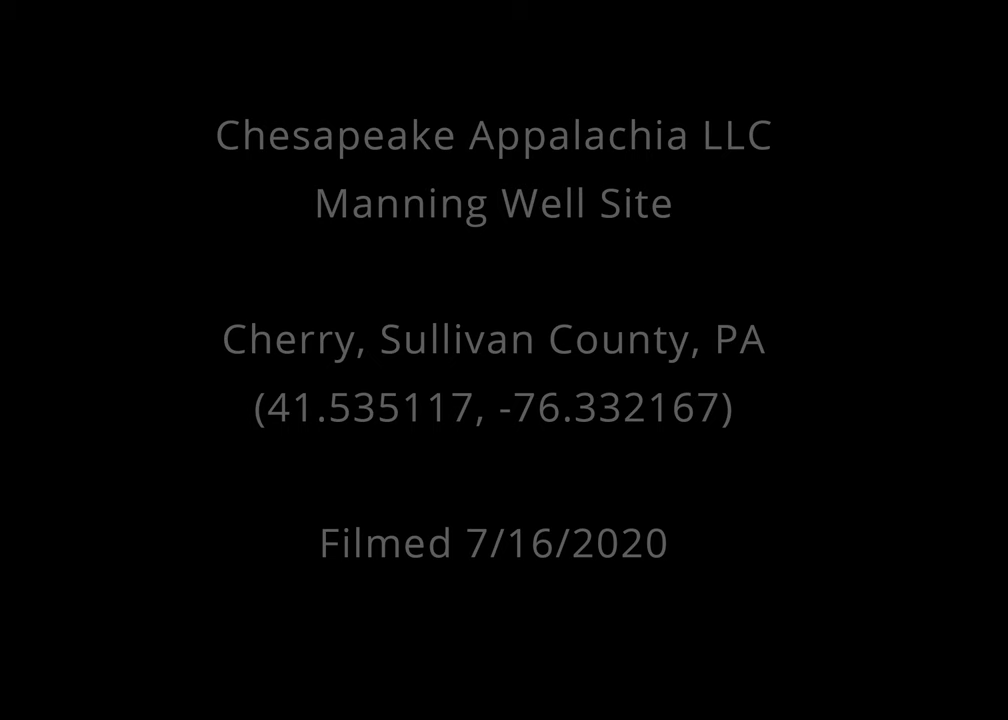 Chesapeake Appalachia LLC
Manning Well Site
Cherry, Sullivan County, PA
(41.535117, -76.332167)
Filmed 7/16/2020